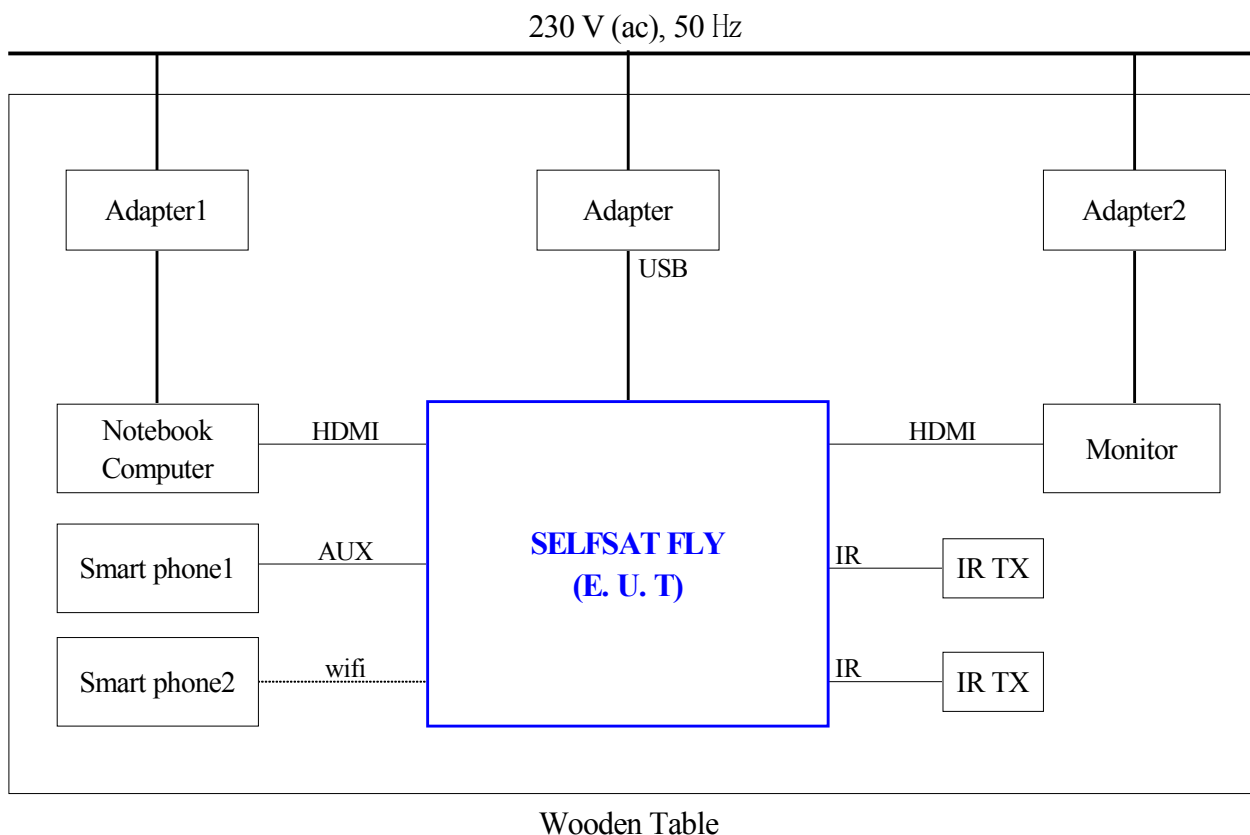 230 V (ac), 50 Hz
Adapter1
Adapter
Adapter2
USB
Notebook
Computer
HDMI
HDMI
Monitor
Smart phone1
AUX
SELFSAT FLY
(E. U. T)
IR
IR TX
Smart phone2
wifi
IR
IR TX
Wooden Table